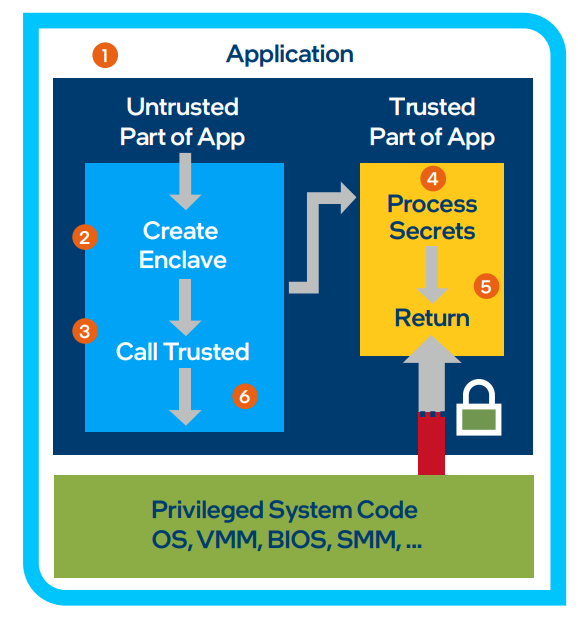 1
Application
Untrusted
Part of App
Trusted
Part of App
2
Create
Enclave
3
Call Trusted
6
4
Process
Secrets
5
Return
Privileged System Code
OS, VMM, BIOS, SMM, ...